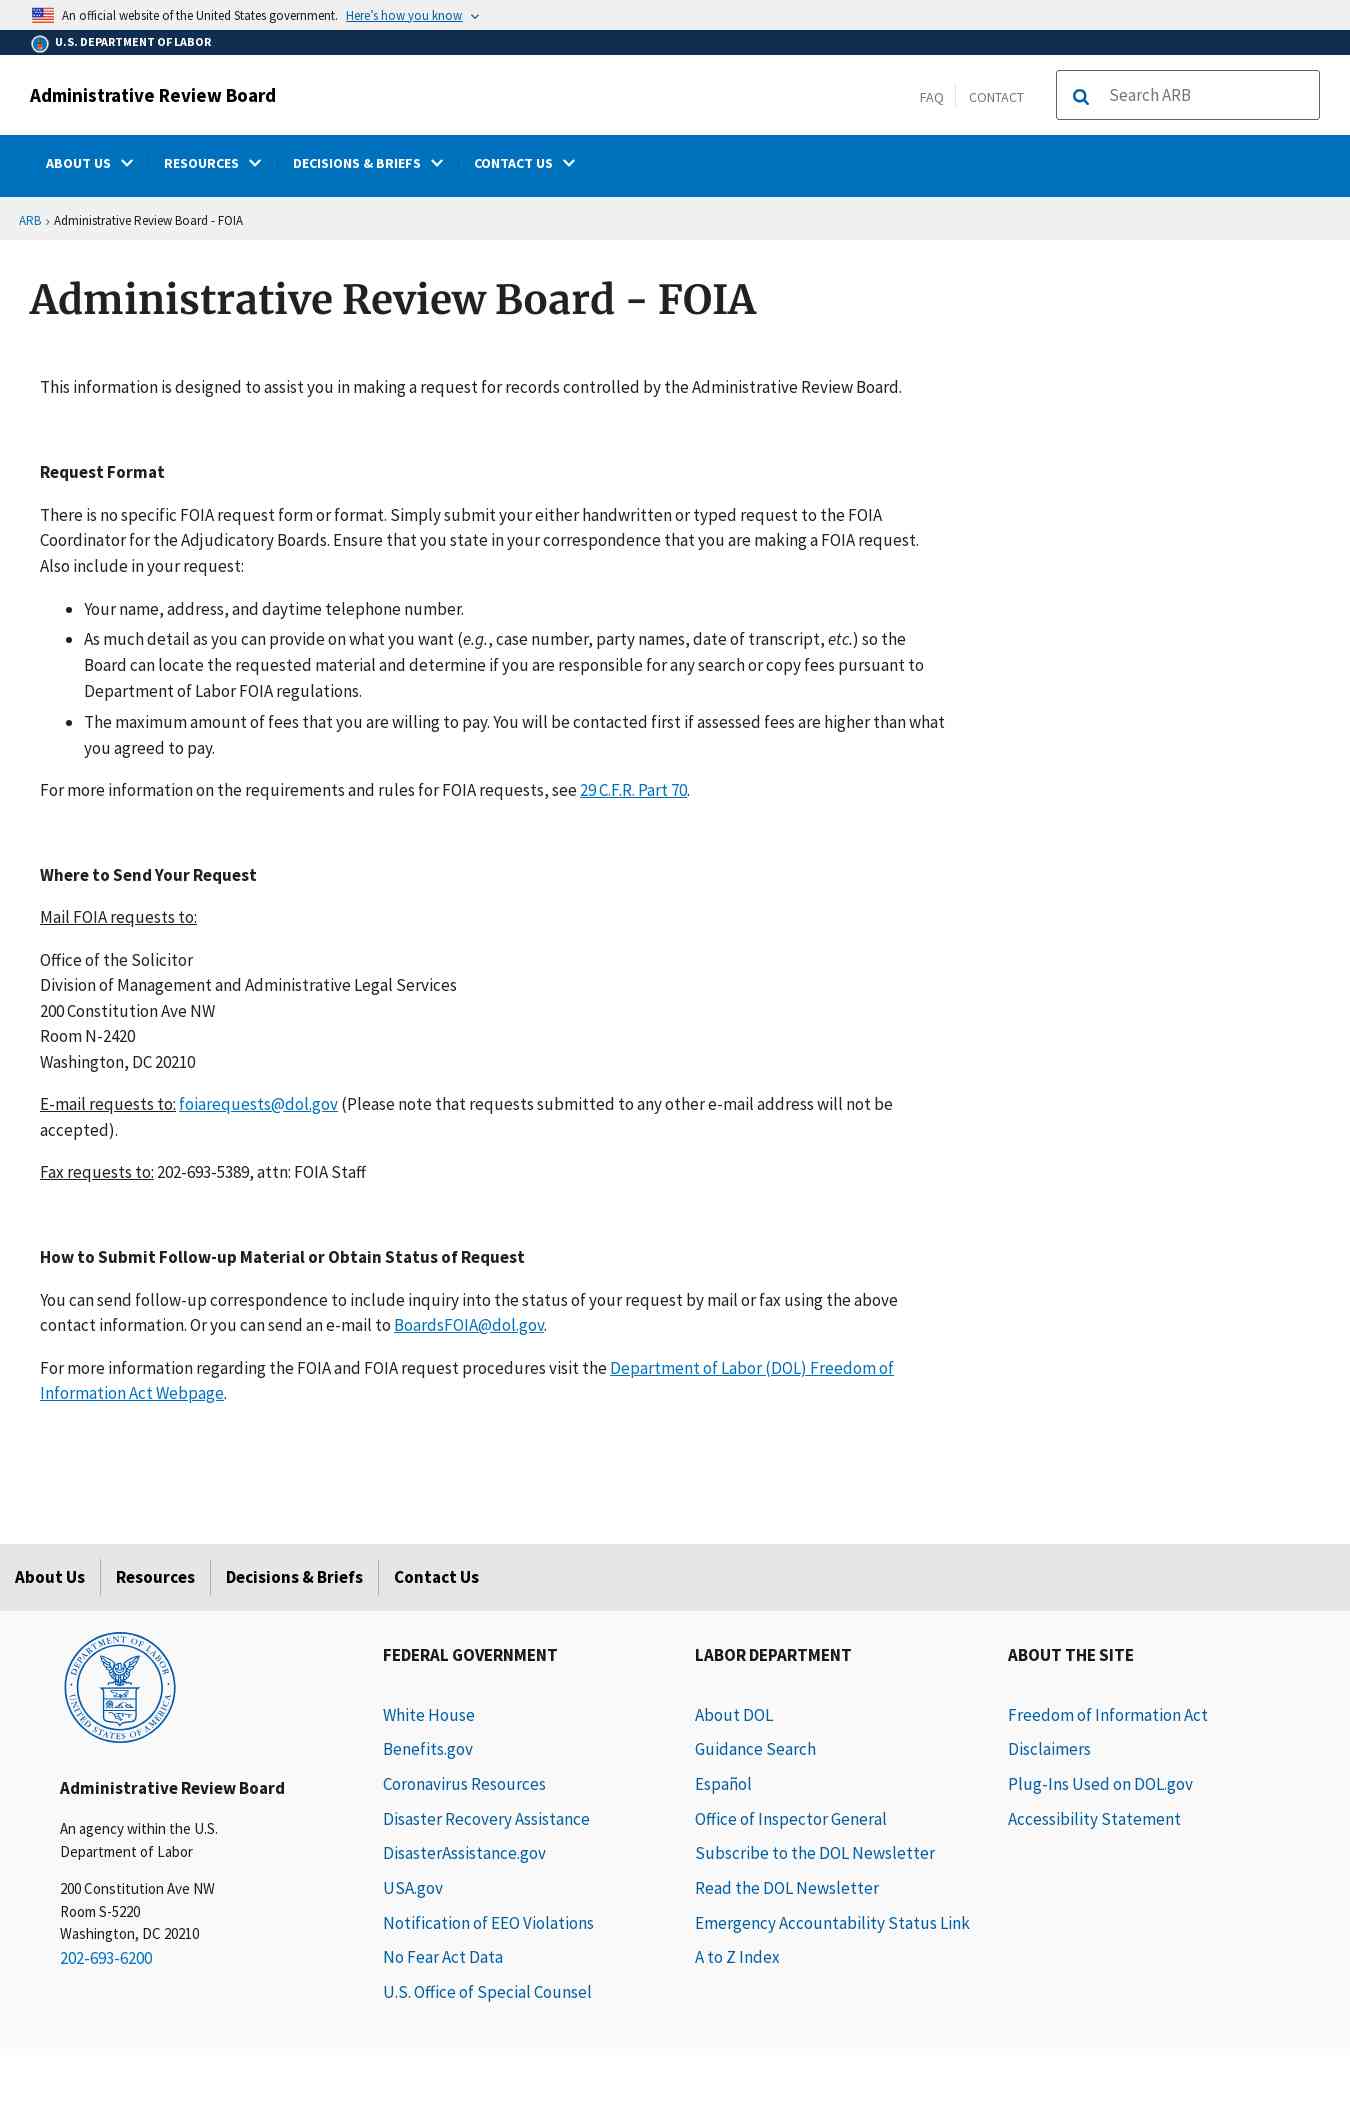 An official website of the United States government. Here's how you know
U.S. DEPARTMENT OF LABOR
Administrative Review Board
FAQ
CONTACT
Search ARB
ABOUT US
RESOURCES
DECISIONS & BRIEFS
CONTACT US
ARB › Administrative Review Board - FOIA
Administrative Review Board - FOIA
This information is designed to assist you in making a request for records controlled by the Administrative Review Board.
Request Format
There is no specific FOIA request form or format. Simply submit your either handwritten or typed request to the FOIA
Coordinator for the Adjudicatory Boards. Ensure that you state in your correspondence that you are making a FOIA request.
Also include in your request:
• Your name, address, and daytime telephone number.
• As much detail as you can provide on what you want (e.g., case number, party names, date of transcript, etc.) so the
Board can locate the requested material and determine if you are responsible for any search or copy fees pursuant to
Department of Labor FOIA regulations.
• The maximum amount of fees that you are willing to pay. You will be contacted first if assessed fees are higher than what
you agreed to pay.
For more information on the requirements and rules for FOIA requests, see 29 C.F.R. Part 70.
Where to Send Your Request
Mail FOIA requests to:
Office of the Solicitor
Division of Management and Administrative Legal Services
200 Constitution Ave NW
Room N-2420
Washington, DC 20210
E-mail requests to: foiarequests@dol.gov (Please note that requests submitted to any other e-mail address will not be
accepted).
Fax requests to: 202-693-5389, attn: FOIA Staff
How to Submit Follow-up Material or Obtain Status of Request
You can send follow-up correspondence to include inquiry into the status of your request by mail or fax using the above
contact information. Or you can send an e-mail to BoardsFOIA@dol.gov.
For more information regarding the FOIA and FOIA request procedures visit the Department of Labor (DOL) Freedom of
Information Act Webpage.
About Us
Resources
Decisions & Briefs
Contact Us
DEPARTMENT OF LABOR
UNITED STATES OF AMERICA
Administrative Review Board
An agency within the U.S.
Department of Labor
200 Constitution Ave NW
Room S-5220
Washington, DC 20210
202-693-6200
FEDERAL GOVERNMENT
White House
Benefits.gov
Coronavirus Resources
Disaster Recovery Assistance
DisasterAssistance.gov
USA.gov
Notification of EEO Violations
No Fear Act Data
U.S. Office of Special Counsel
LABOR DEPARTMENT
About DOL
Guidance Search
Español
Office of Inspector General
Subscribe to the DOL Newsletter
Read the DOL Newsletter
Emergency Accountability Status Link
A to Z Index
ABOUT THE SITE
Freedom of Information Act
Disclaimers
Plug-Ins Used on DOL.gov
Accessibility Statement